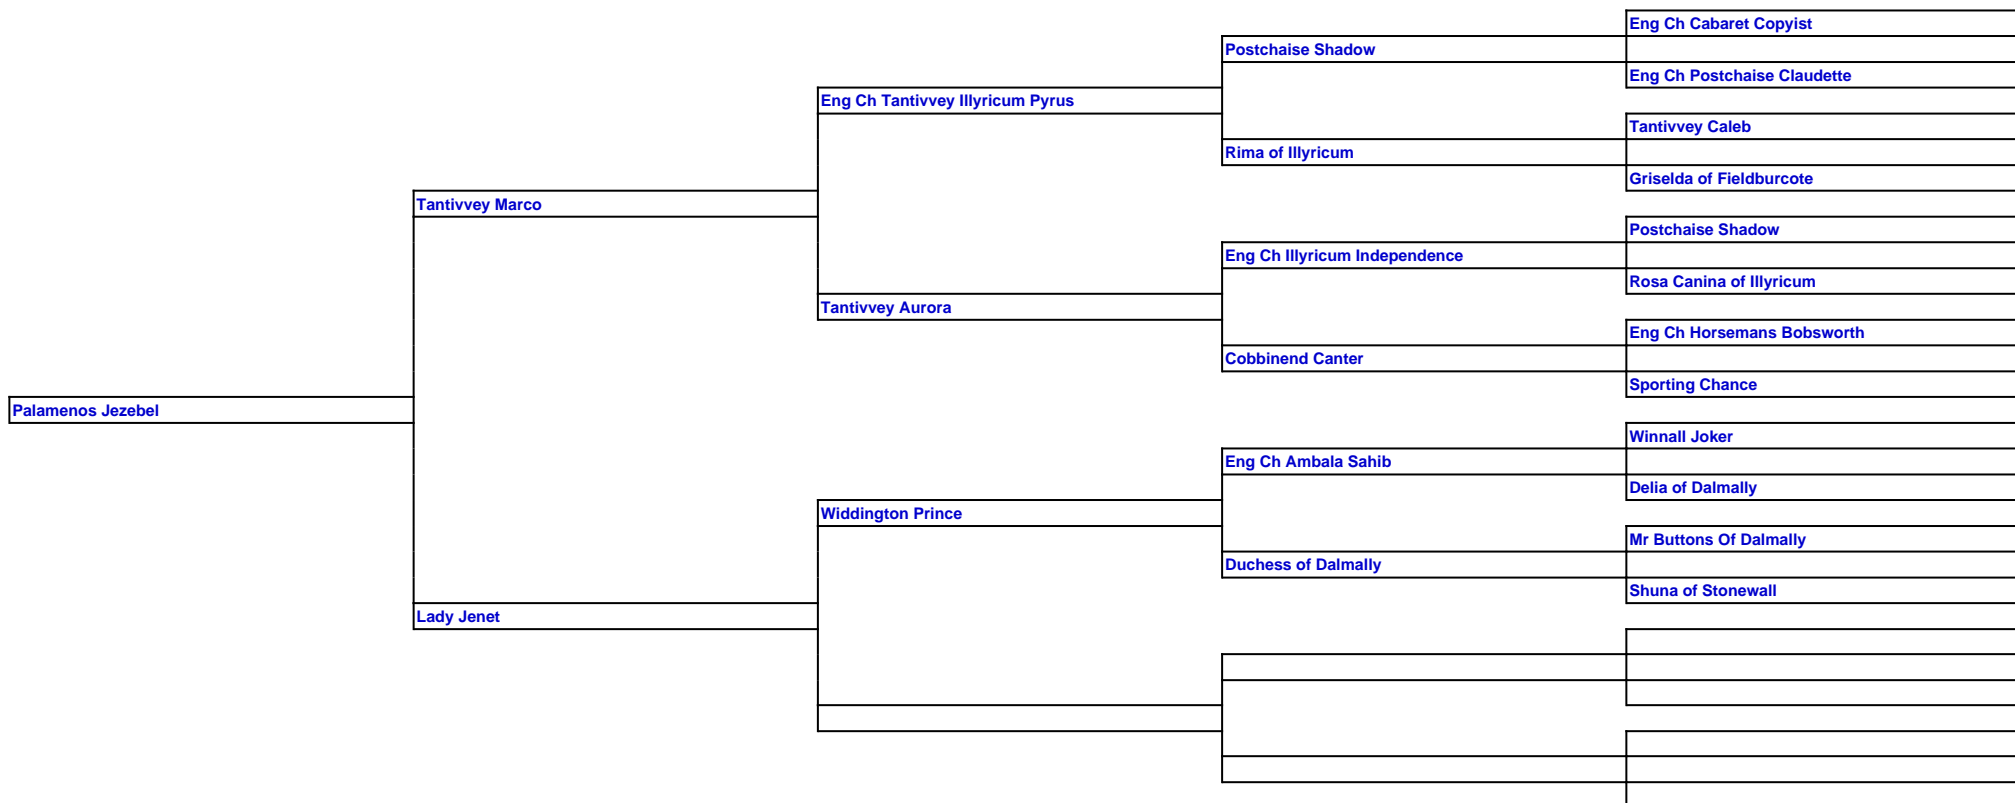 Eng Ch Cabaret Copyist
Postchaise Shadow
Eng Ch Postchaise Claudette
Eng Ch Tantivvey Illyricum Pyrus
Tantivvey Caleb
Rima of Illyricum
Griselda of Fieldburcote
Tantivvey Marco
Postchaise Shadow
Eng Ch Illyricum Independence
Rosa Canina of Illyricum
Tantivvey Aurora
Eng Ch Horsemans Bobsworth
Cobbinend Canter
Sporting Chance
Palamenos Jezebel
Winnall Joker
Eng Ch Ambala Sahib
Delia of Dalmally
Widdington Prince
Mr Buttons Of Dalmally
Duchess of Dalmally
Shuna of Stonewall
Lady Jenet